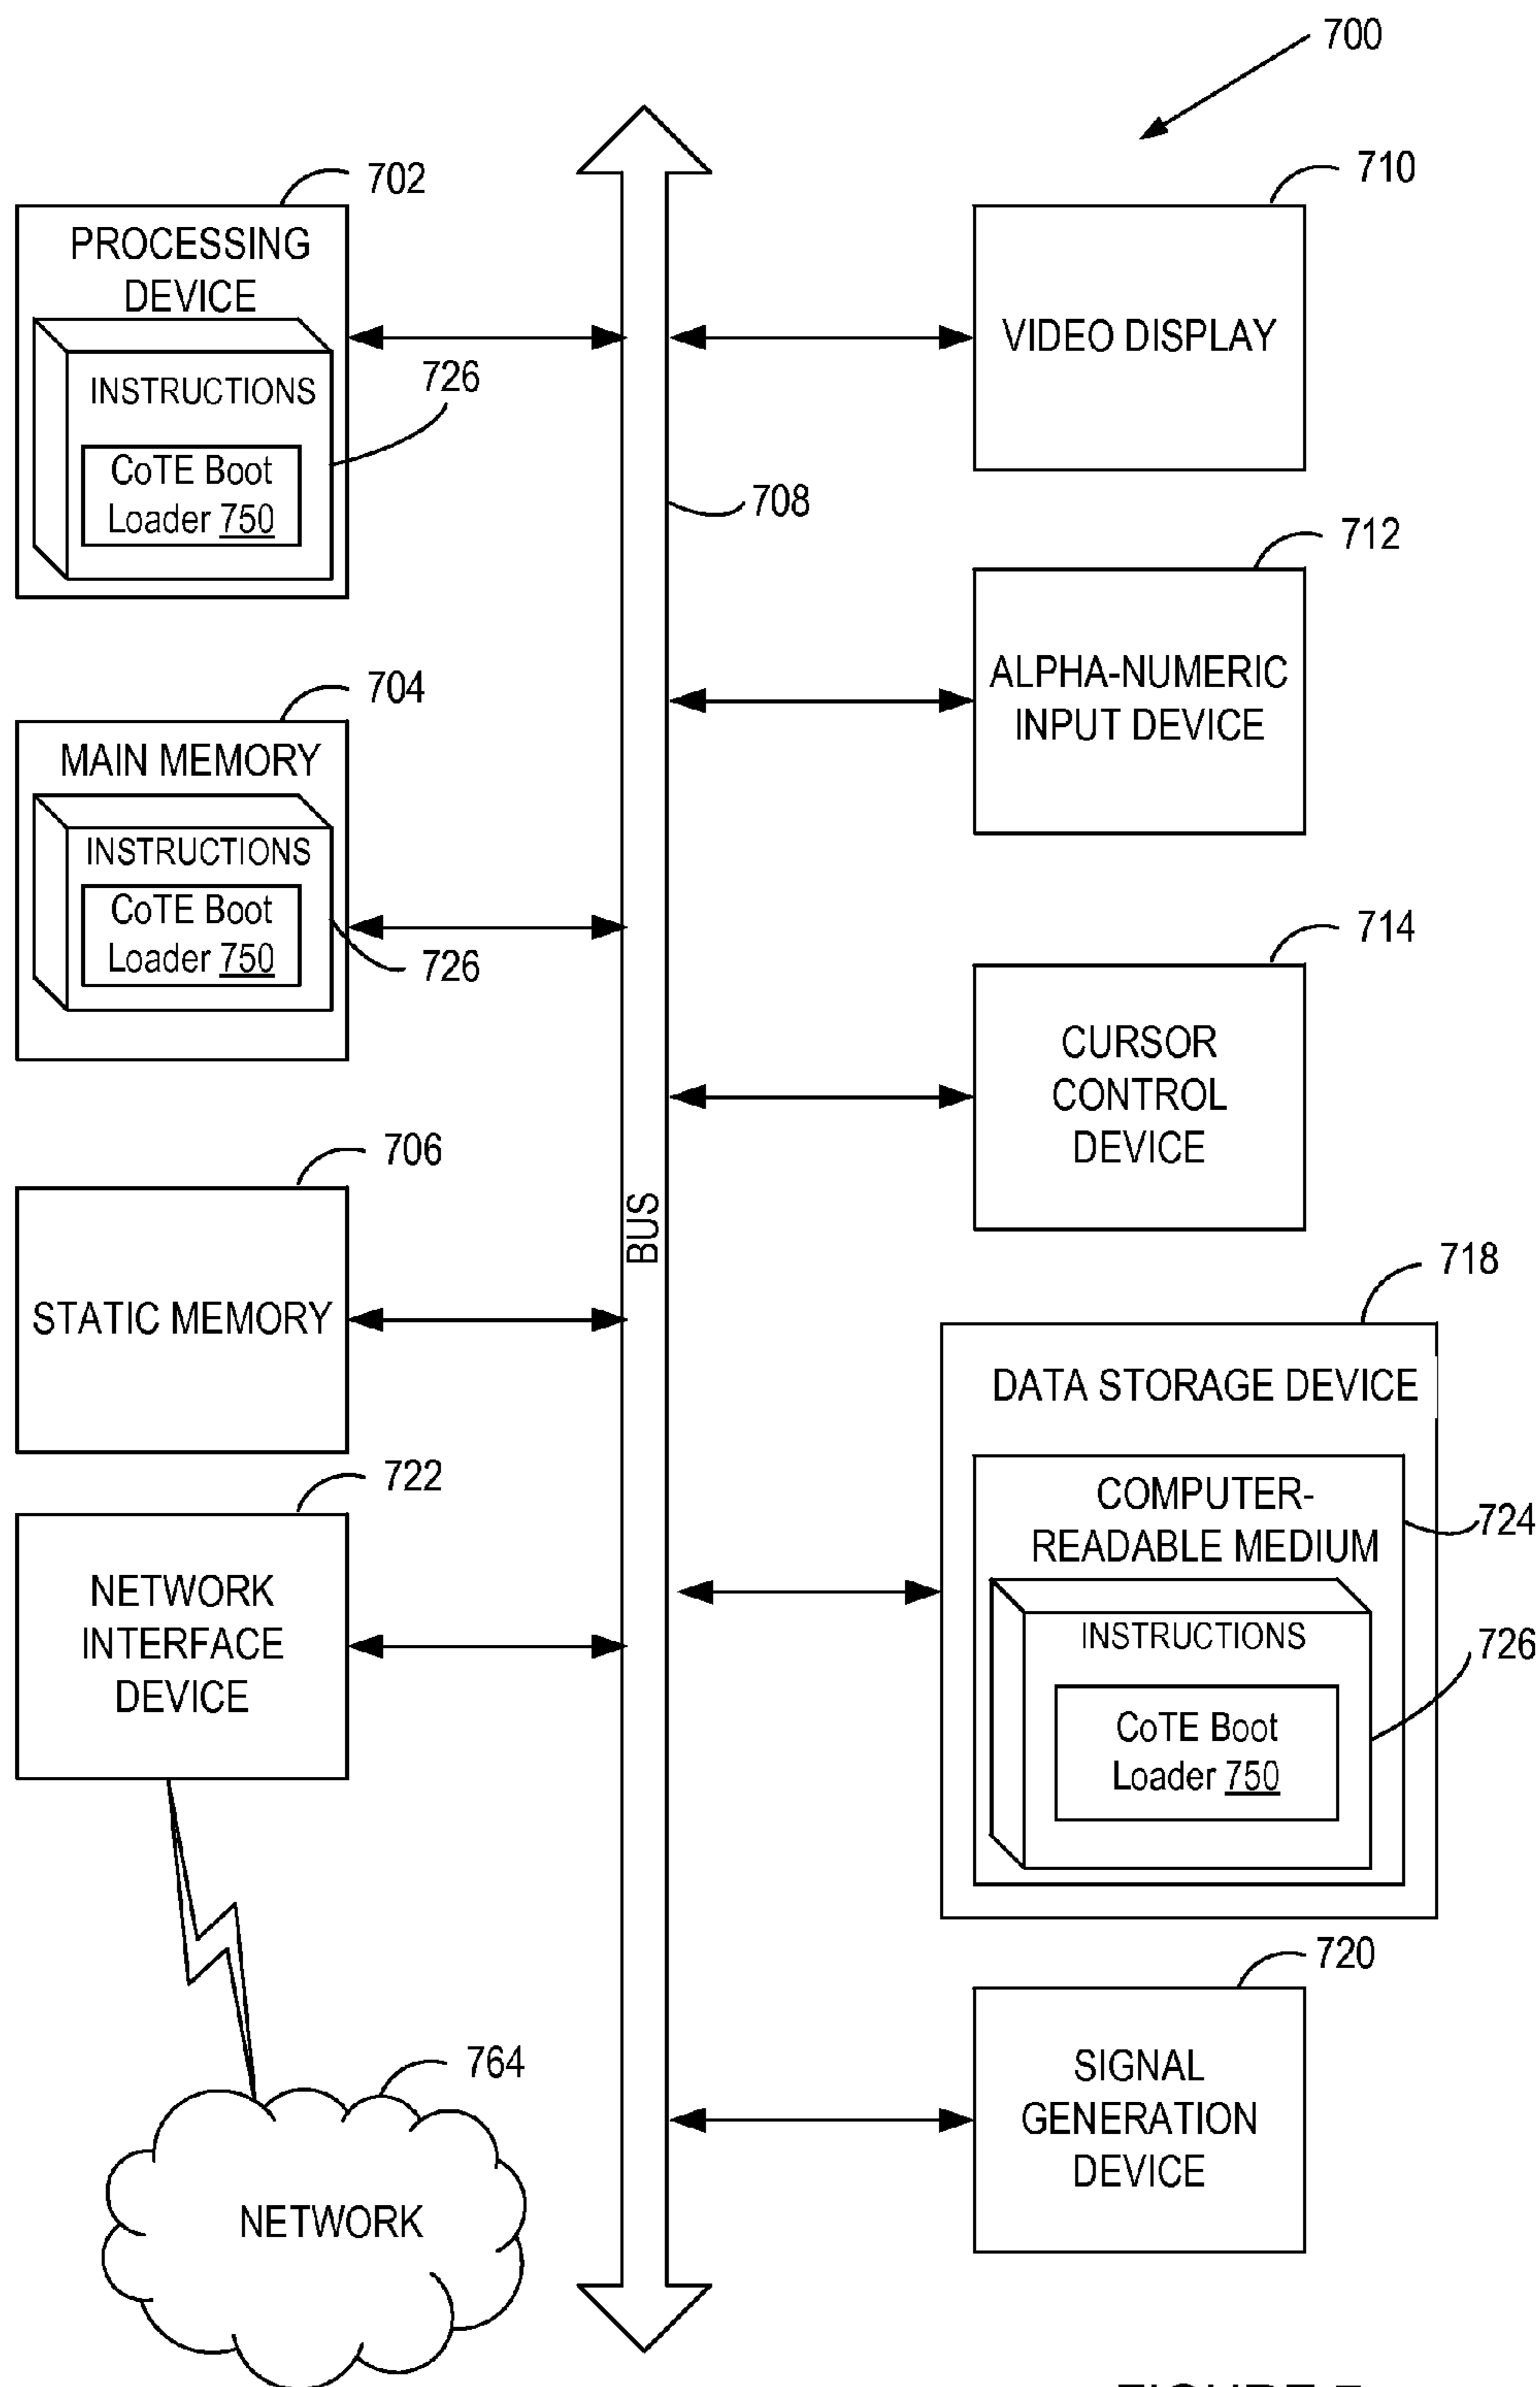 700
702
PROCESSING
DEVICE
INSTRUCTIONS
CoTE Boot
Loader 750
726
710
VIDEO DISPLAY
708
712
ALPHA-NUMERIC
INPUT DEVICE
704
MAIN MEMORY
INSTRUCTIONS
CoTE Boot
Loader 750
726
714
CURSOR
CONTROL
DEVICE
706
STATIC MEMORY
BUS
718
DATA STORAGE DEVICE
COMPUTER-
READABLE MEDIUM
724
INSTRUCTIONS
CoTE Boot
Loader 750
726
722
NETWORK
INTERFACE
DEVICE
720
SIGNAL
GENERATION
DEVICE
764
NETWORK